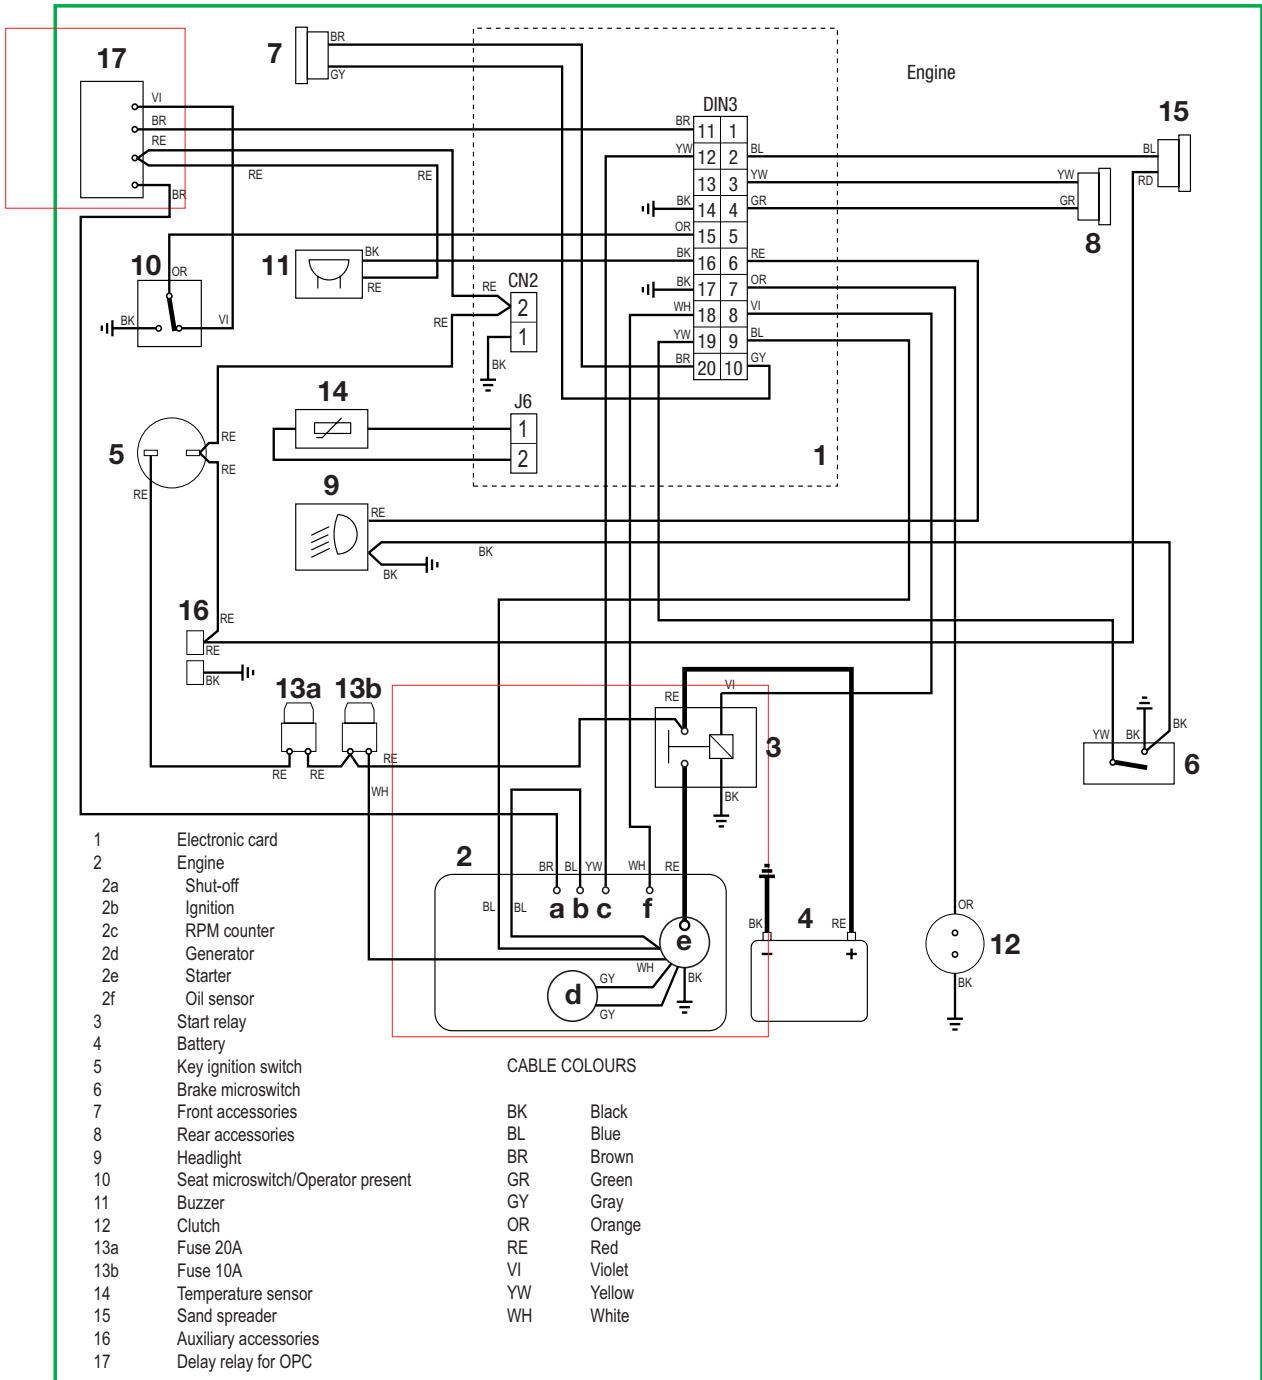 17
7
BR
GY
Engine
DIN3
15
VI
BR
RE
RE
RE
BR
BR
11 1
YW
12 2
BL
BL
RD
13 3
YW
YW
BK
14 4
GR
GR
8
OR
15 5
BK
16 6
RE
BK
17 7
OR
WH
18 8
VI
YW
19 9
BL
BR
20 10
GY
10
OR
BK
VI
11
BK
RE
RE
RE
CN2
2
1
BK
14
J6
1
2
1
5
RE
RE
RE
9
RE
BK
BK
16
RE
RE
BK
13a 13b
RE
RE
RE
WH
RE
VI
3
BK
YW
BK
BK
6
2
BR
BL
YW
WH
RE
BL
BL
a b c f
e
WH
BK
d
GY
GY
4
BK
RE
–
+
OR
12
BK
1 Electronic card
2 Engine
2a Shut-off
2b Ignition
2c RPM counter
2d Generator
2e Starter
2f Oil sensor
3 Start relay
4 Battery
5 Key ignition switch
6 Brake microswitch
7 Front accessories
8 Rear accessories
9 Headlight
10 Seat microswitch/Operator present
11 Buzzer
12 Clutch
13a Fuse 20A
13b Fuse 10A
14 Temperature sensor
15 Sand spreader
16 Auxiliary accessories
17 Delay relay for OPC
CABLE COLOURS
BK Black
BL Blue
BR Brown
GR Green
GY Gray
OR Orange
RE Red
VI Violet
YW Yellow
WH White